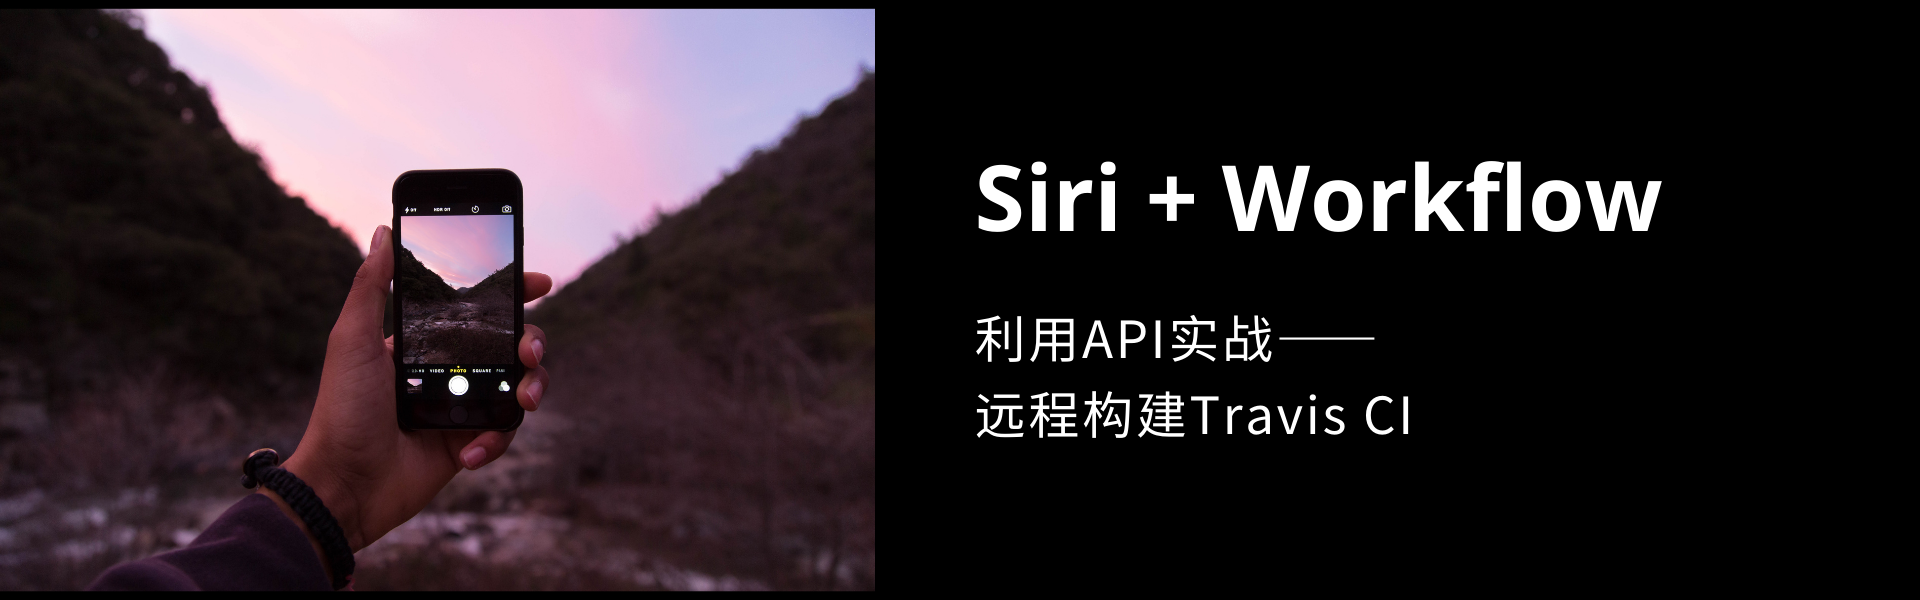 Siri + Workflow
利用API实战——
远程构建Travis CI
HDR Off
VIDEO PHOTO SQUARE